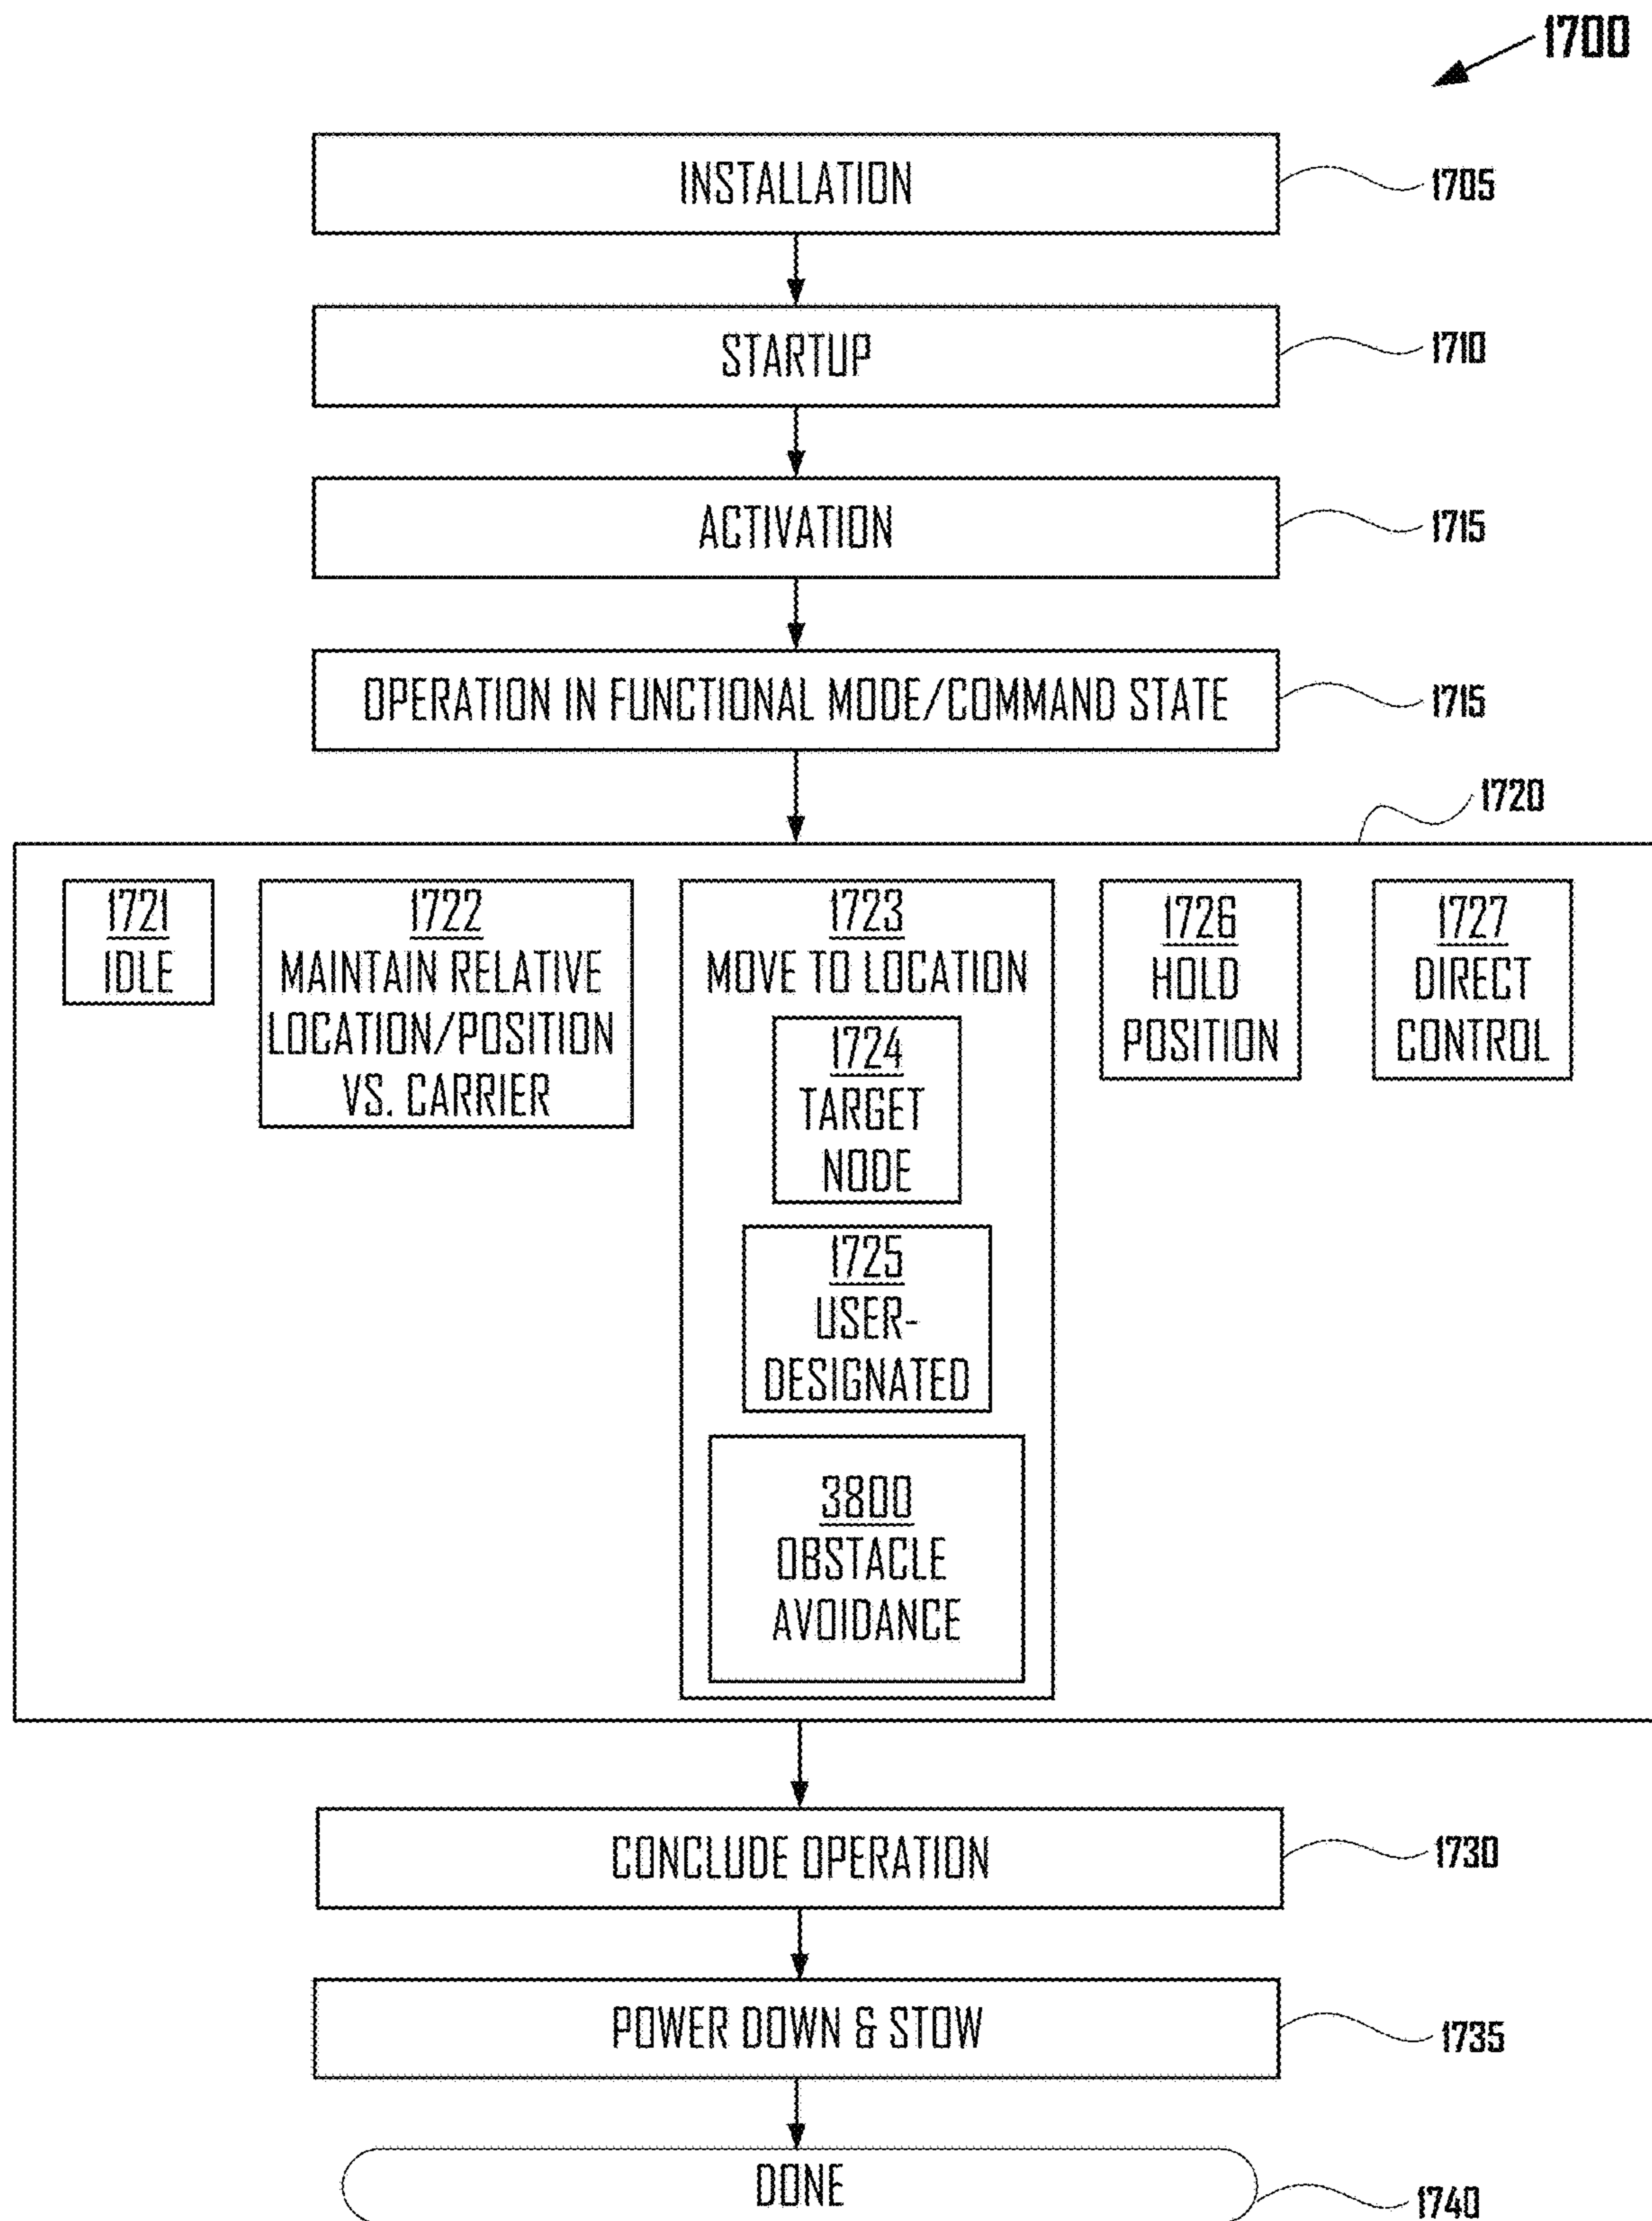 1700
INSTALLATION
1705
STARTUP
1710
ACTIVATION
1715
OPERATION IN FUNCTIONAL MODE/COMMAND STATE
1715
1720
1721
IDLE
1722
MAINTAIN RELATIVE
LOCATION/POSITION
VS. CARRIER
1723
MOVE TO LOCATION
1724
TARGET
NODE
1725
USER-
DESIGNATED
3800
OBSTACLE
AVOIDANCE
1726
HOLD
POSITION
1727
DIRECT
CONTROL
CONCLUDE OPERATION
1730
POWER DOWN & STOW
1735
DONE
1740